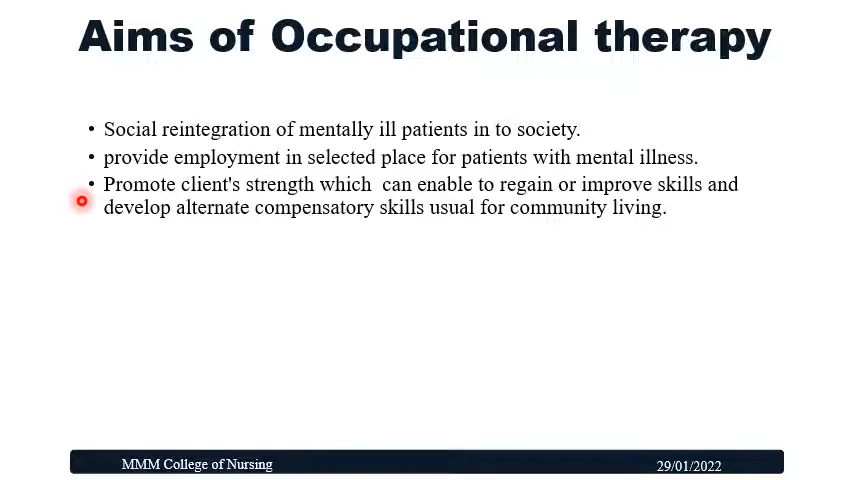 Aims of Occupational therapy
• Social reintegration of mentally ill patients in to society.
• provide employment in selected place for patients with mental illness.
• Promote client's strength which  can enable to regain or improve skills and
develop alternate compensatory skills usual for community living.
MMM College of Nursing
29/01/2022